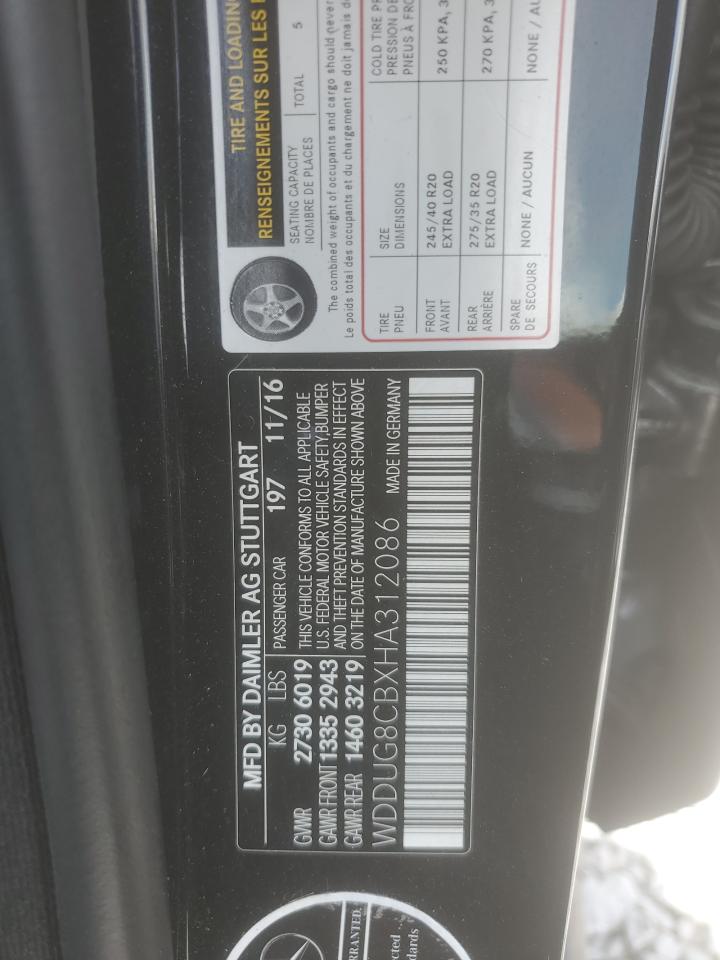 MFD BY DAIMLER AG STUTTGART
KG LBS PASSENGER CAR 197 11/16
GVWR 2730 6019 THIS VEHICLE CONFORMS TO ALL APPLICABLE
GAWR FRONT 1335 2943 U.S. FEDERAL MOTOR VEHICLE SAFETY,BUMPER
GAWR REAR 1460 3219 AND THEFT PREVENTION STANDARDS IN EFFECT
ON THE DATE OF MANUFACTURE SHOWN ABOVE
WDDUG8CBXHA312086 MADE IN GERMANY
TIRE AND LOADING
RENSEIGNEMENTS SUR LES
SEATING CAPACITY
NOMBRE DE PLACES
TOTAL 5
The combined weight of occupants and cargo should never
Le poids total des occupants et du chargement ne doit jamais
TIRE
PNEU
SIZE
DIMENSIONS
COLD TIRE
PRESSION
PNEUS À
FRONT
AVANT
245/40 R20
EXTRA LOAD
250 KPA,
REAR
ARRIÈRE
275/35 R20
EXTRA LOAD
270 KPA,
SPARE
DE SECOURS
NONE / AUCUN
NONE /